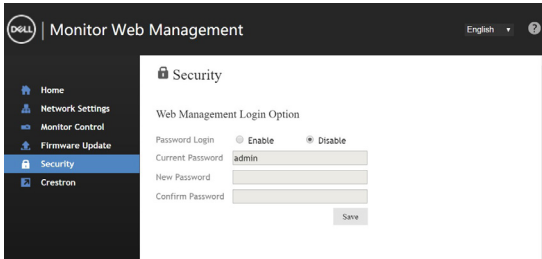 DELL | Monitor Web Management
English
?
Home
Network Settings
Monitor Control
Firmware Update
Security
Crestron
Security
Web Management Login Option
Password Login Enable Disable
Current Password admin
New Password
Confirm Password
Save